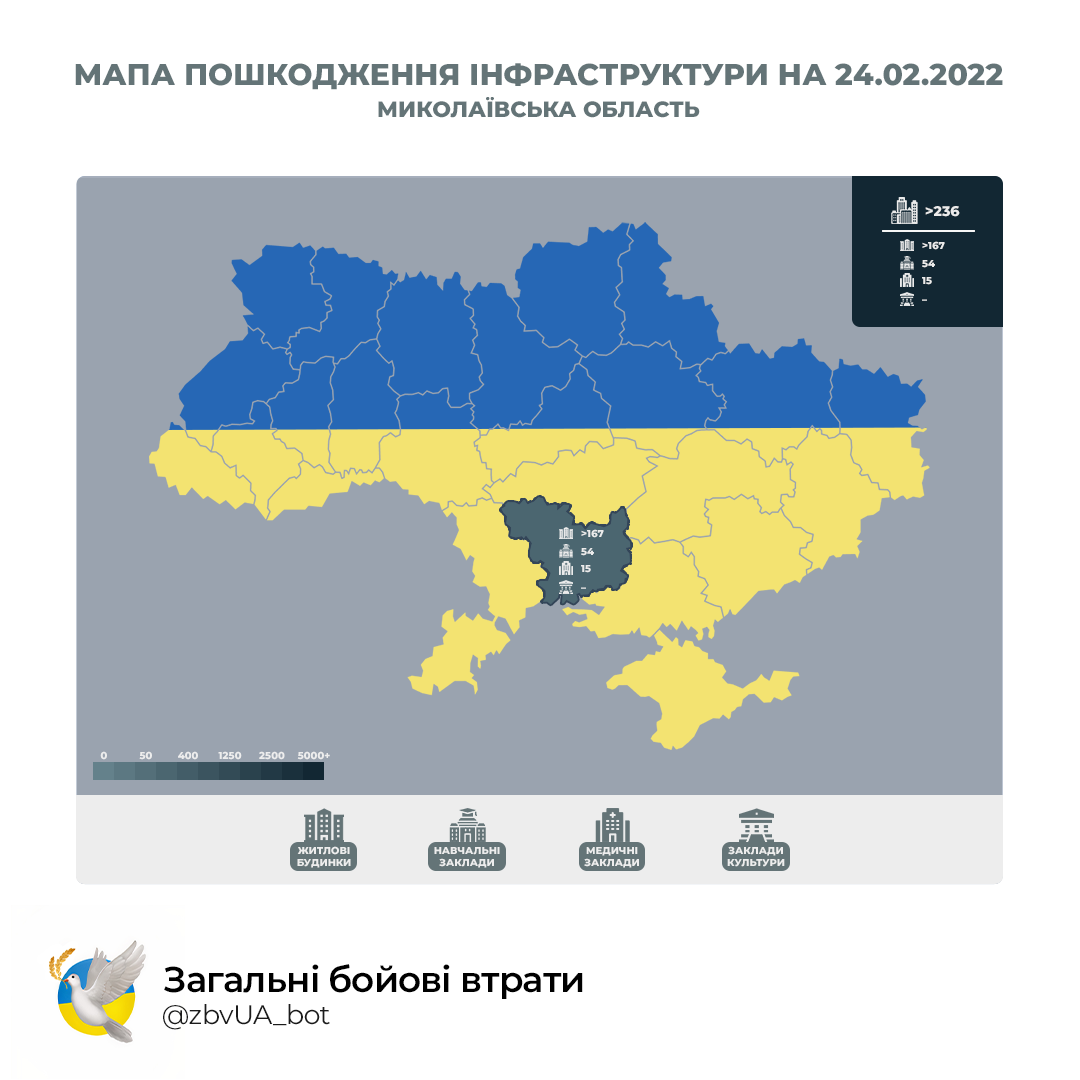 МАПА ПОШКОДЖЕННЯ ІНФРАСТРУКТУРИ НА 24.02.2022
МИКОЛАЇВСЬКА ОБЛАСТЬ
>236
>167
54
15
–
>167
54
15
–
0 50 400 1250 2500 5000+
ЖИТЛОВІ
БУДИНКИ
НАВЧАЛЬНІ
ЗАКЛАДИ
МЕДИЧНІ
ЗАКЛАДИ
ЗАКЛАДИ
КУЛЬТУРИ
Загальні бойові втрати
@zbvUA_bot